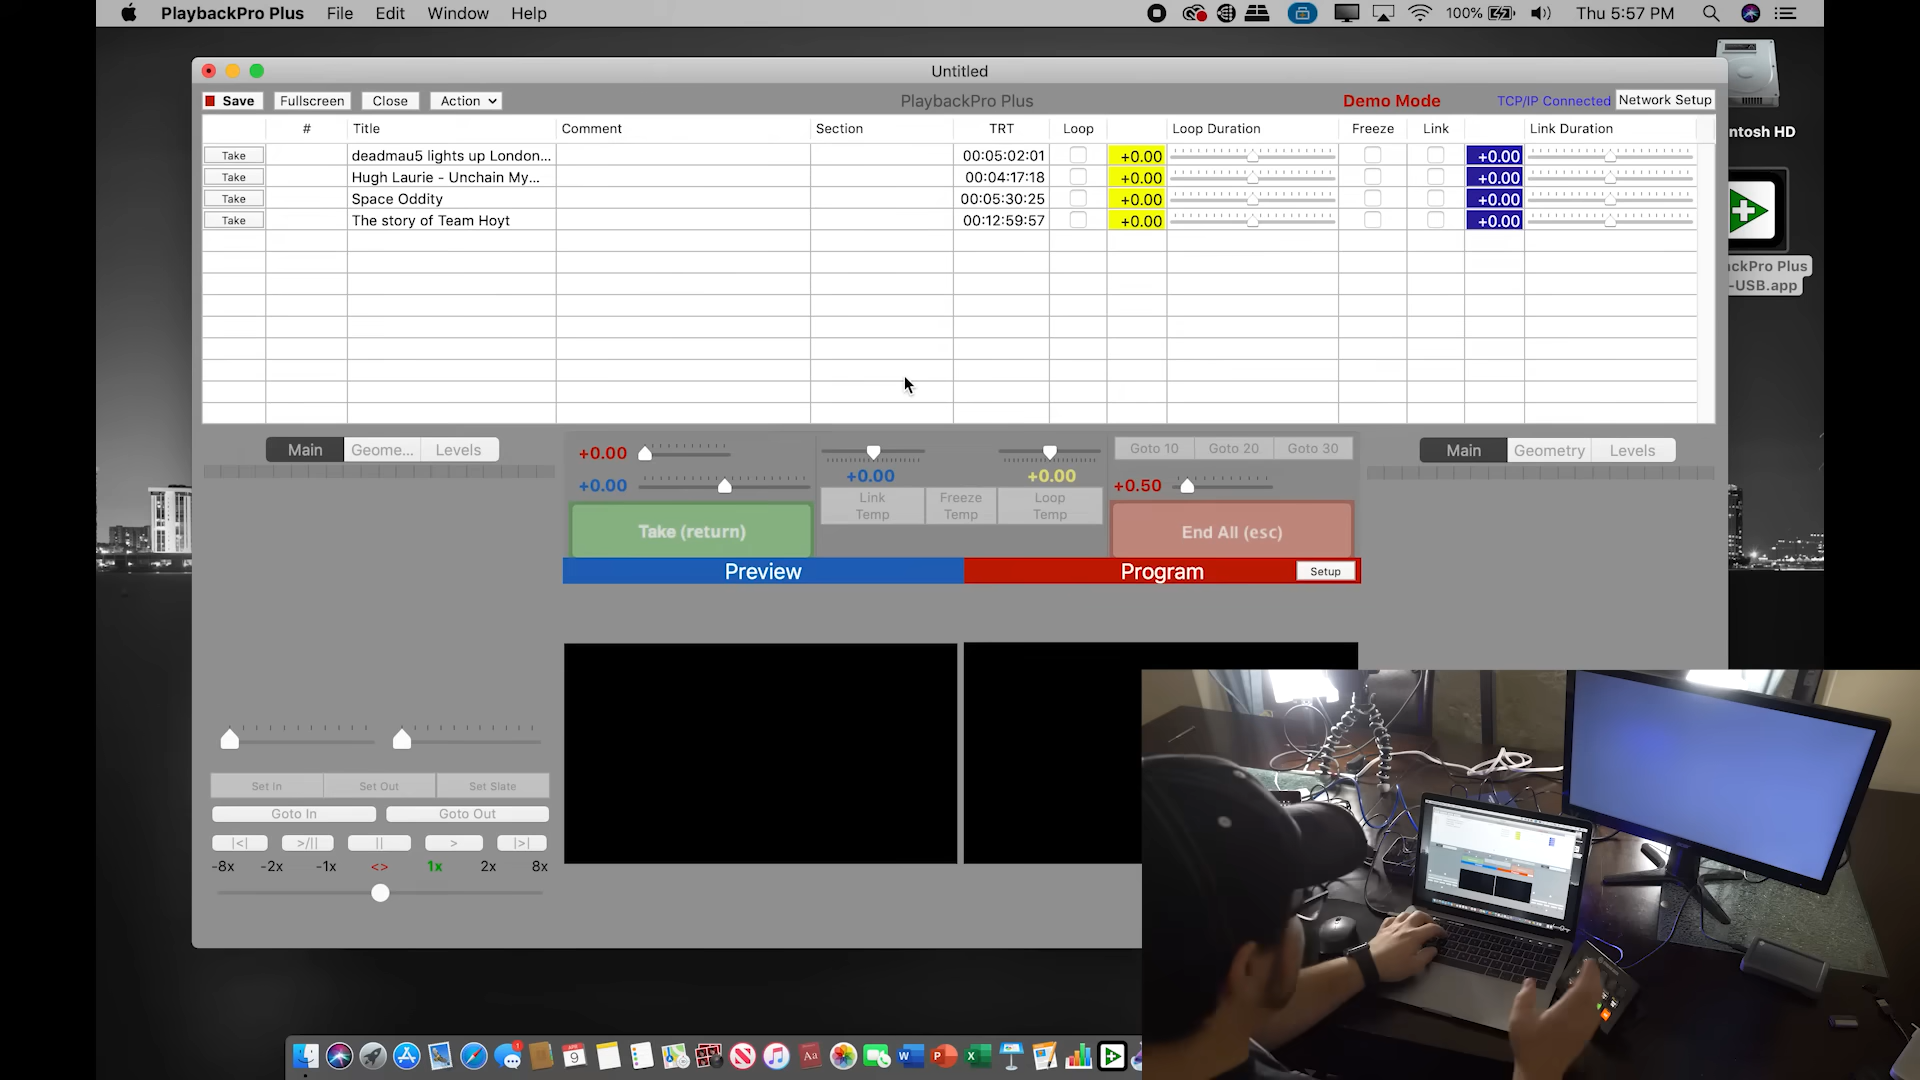 PlaybackPro Plus File Edit Window Help 100% Thu 5:57 PM
Untitled
Save Fullscreen Close Action PlaybackPro Plus Demo Mode TCP/IP Connected Network Setup
# Title Comment Section TRT Loop Loop Duration Freeze Link Link Duration
Take deadmau5 lights up London... 00:05:02:01 +0.00 +0.00
Take Hugh Laurie - Unchain My... 00:04:17:18 +0.00 +0.00
Take Space Oddity 00:05:30:25 +0.00 +0.00
Take The story of Team Hoyt 00:12:59:57 +0.00 +0.00
ntosh HD
ckPro Plus
-USB.app
Main Geome... Levels +0.00 Goto 10 Goto 20 Goto 30 Main Geometry Levels
+0.00 +0.00 +0.00 +0.50
Link Temp Freeze Temp Loop Temp
Take (return) End All (esc)
Preview Program Setup
Set In Set Out Set Slate
Goto In Goto Out
|<| >/|| || > |>|
-8x -2x -1x <> 1x 2x 8x
1
APR
9
Aa
W P X